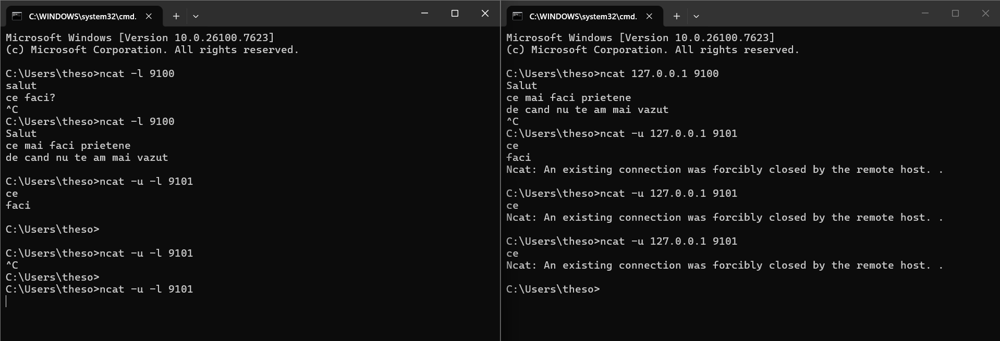 C:\WINDOWS\system32\cmd.
Microsoft Windows [Version 10.0.26100.7623]
(c) Microsoft Corporation. All rights reserved.
C:\Users\theso>ncat -l 9100
salut
ce faci?
^C
C:\Users\theso>ncat -l 9100
Salut
ce mai faci prietene
de cand nu te am mai vazut
C:\Users\theso>ncat -u -l 9101
ce
faci
C:\Users\theso>
C:\Users\theso>ncat -u -l 9101
^C
C:\Users\theso>
C:\Users\theso>ncat -u -l 9101
C:\WINDOWS\system32\cmd.
Microsoft Windows [Version 10.0.26100.7623]
(c) Microsoft Corporation. All rights reserved.
C:\Users\theso>ncat 127.0.0.1 9100
Salut
ce mai faci prietene
de cand nu te am mai vazut
^C
C:\Users\theso>ncat -u 127.0.0.1 9101
ce
faci
Ncat: An existing connection was forcibly closed by the remote host. .
C:\Users\theso>ncat -u 127.0.0.1 9101
ce
Ncat: An existing connection was forcibly closed by the remote host. .
C:\Users\theso>ncat -u 127.0.0.1 9101
ce
Ncat: An existing connection was forcibly closed by the remote host. .
C:\Users\theso>